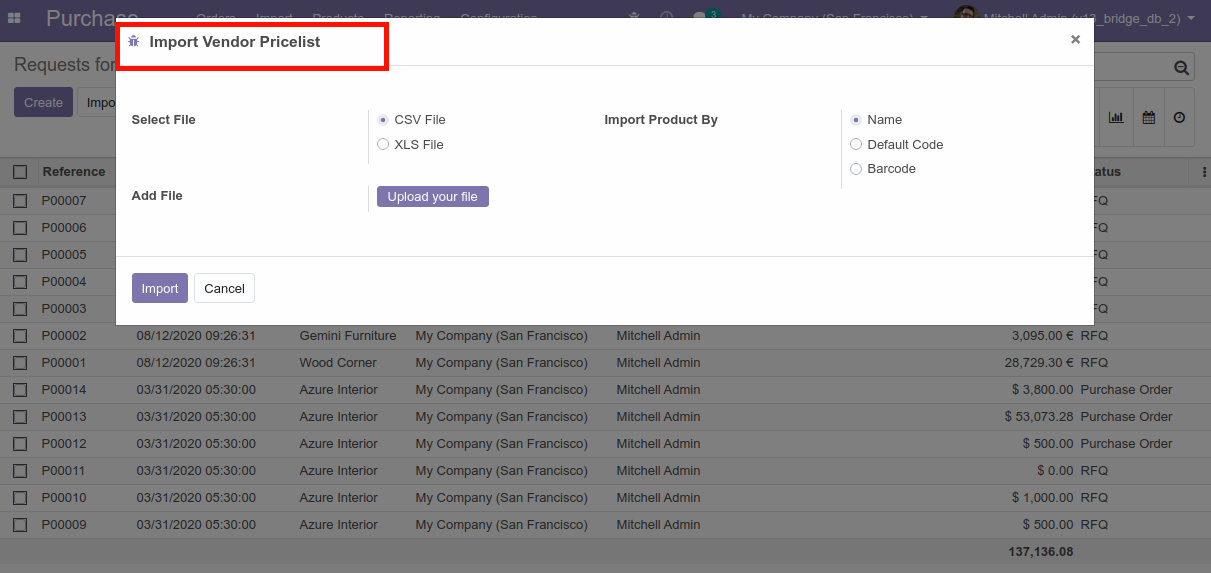 Purchase Orders Import Products Reporting Configuration 3 My Company (San Francisco) Mitchell Admin (v13_bridge_db_2)
Import Vendor Pricelist ×
Requests for
Create Impo
Select File CSV File Import Product By Name
XLS File Default Code
Barcode
Add File Upload your file
Import Cancel
Reference atus
P00007 FQ
P00006 FQ
P00005 FQ
P00004 FQ
P00003 FQ
P00002 08/12/2020 09:26:31 Gemini Furniture My Company (San Francisco) Mitchell Admin 3,095.00 € RFQ
P00001 08/12/2020 09:26:31 Wood Corner My Company (San Francisco) Mitchell Admin 28,729.30 € RFQ
P00014 03/31/2020 05:30:00 Azure Interior My Company (San Francisco) Mitchell Admin $ 3,800.00 Purchase Order
P00013 03/31/2020 05:30:00 Azure Interior My Company (San Francisco) Mitchell Admin $ 53,073.28 Purchase Order
P00012 03/31/2020 05:30:00 Azure Interior My Company (San Francisco) Mitchell Admin $ 500.00 Purchase Order
P00011 03/31/2020 05:30:00 Azure Interior My Company (San Francisco) Mitchell Admin $ 0.00 RFQ
P00010 03/31/2020 05:30:00 Azure Interior My Company (San Francisco) Mitchell Admin $ 1,000.00 RFQ
P00009 03/31/2020 05:30:00 Azure Interior My Company (San Francisco) Mitchell Admin $ 500.00 RFQ
137,136.08